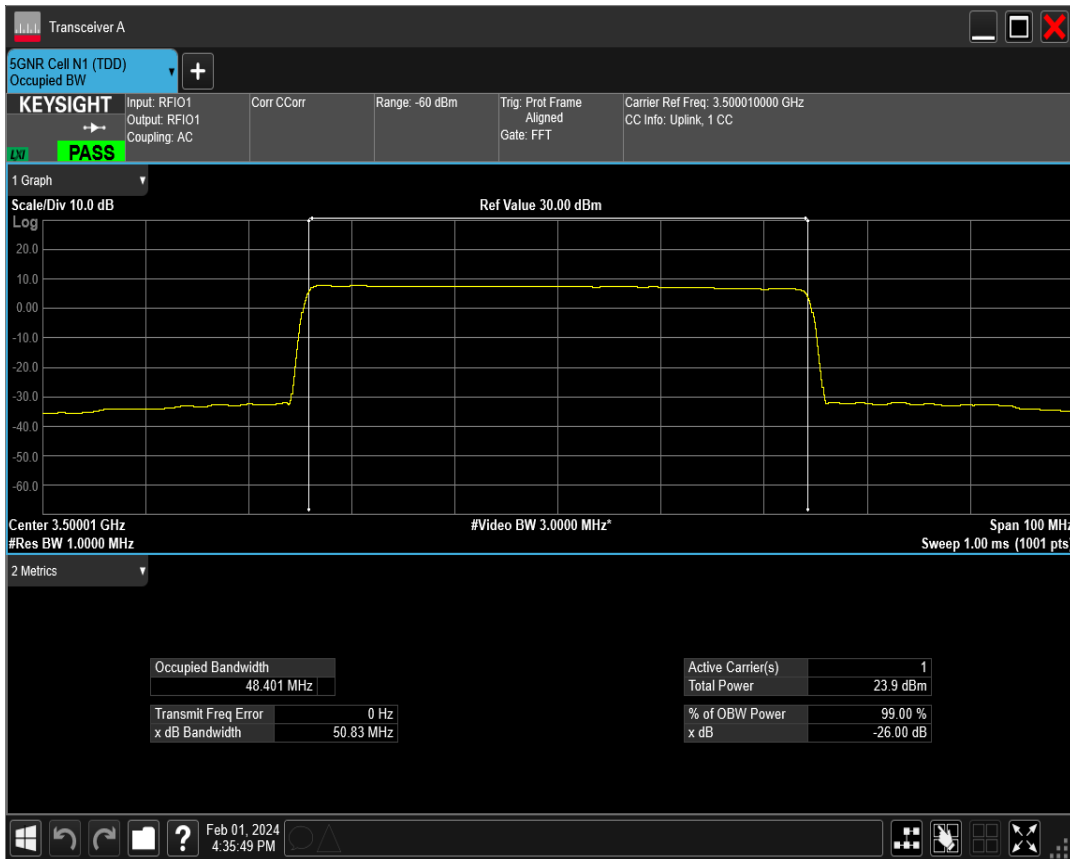 Transceiver A
5GNR Cell N1 (TDD)
Occupied BW
+
KEYSIGHT
LXI
PASS
Input: RFIO1
Output: RFIO1
Coupling: AC
Corr CCorr
Range: -60 dBm
Trig: Prot Frame
Aligned
Gate: FFT
Carrier Ref Freq: 3.500010000 GHz
CC Info: Uplink, 1 CC
1 Graph
Scale/Div 10.0 dB
Ref Value 30.00 dBm
Log
20.0
10.0
0.00
-10.0
-20.0
-30.0
-40.0
-50.0
-60.0
Center 3.50001 GHz
#Video BW 3.0000 MHz*
Span 100 MHz
#Res BW 1.0000 MHz
Sweep 1.00 ms (1001 pts)
2 Metrics
Occupied Bandwidth
48.401 MHz
Transmit Freq Error 0 Hz
x dB Bandwidth 50.83 MHz
Active Carrier(s) 1
Total Power 23.9 dBm
% of OBW Power 99.00 %
x dB -26.00 dB
?
Feb 01, 2024
4:35:49 PM